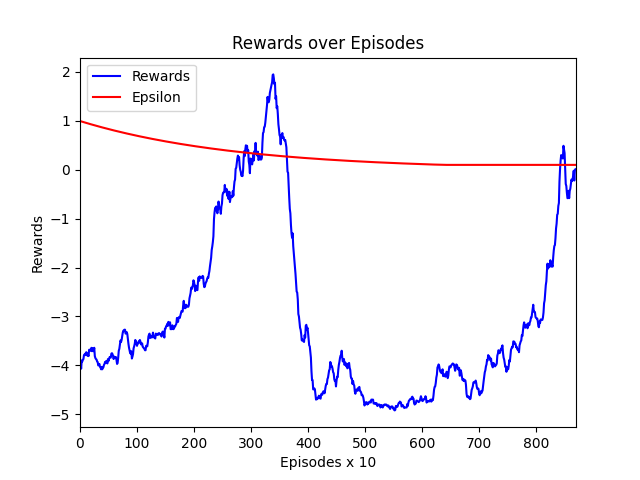 Rewards over Episodes
Rewards
Epsilon
2
1
0
−1
−2
−3
−4
−5
Rewards
0 100 200 300 400 500 600 700 800
Episodes x 10